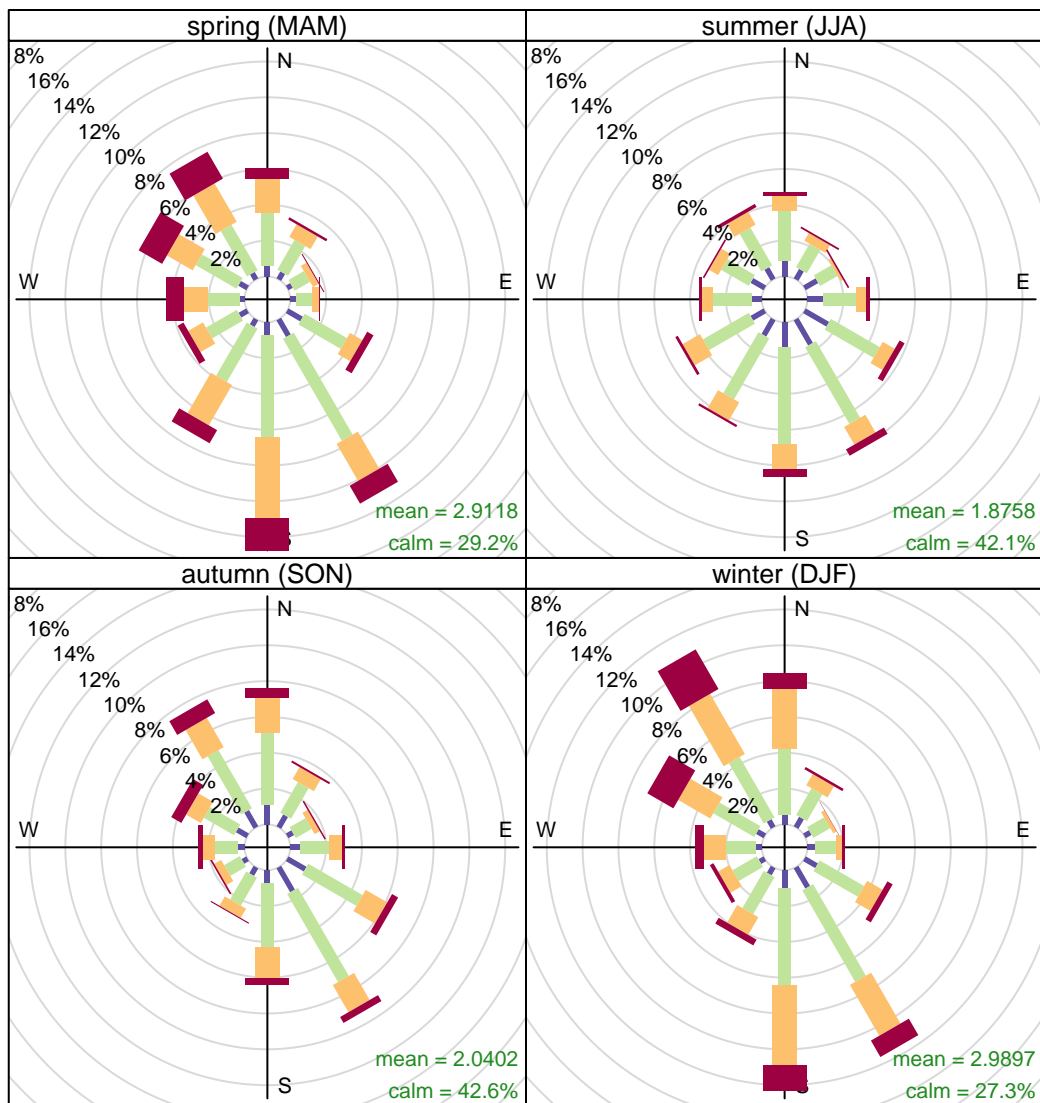 spring (MAM)
8%
16%
14%
12%
10%
8%
6%
4%
2%
N
W
E
mean = 2.9118
calm = 29.2%
summer (JJA)
8%
16%
14%
12%
10%
8%
6%
4%
2%
N
W
E
S
mean = 1.8758
calm = 42.1%
autumn (SON)
8%
16%
14%
12%
10%
8%
6%
4%
2%
N
W
E
S
mean = 2.0402
calm = 42.6%
winter (DJF)
8%
16%
14%
12%
10%
8%
6%
4%
2%
N
W
E
mean = 2.9897
calm = 27.3%